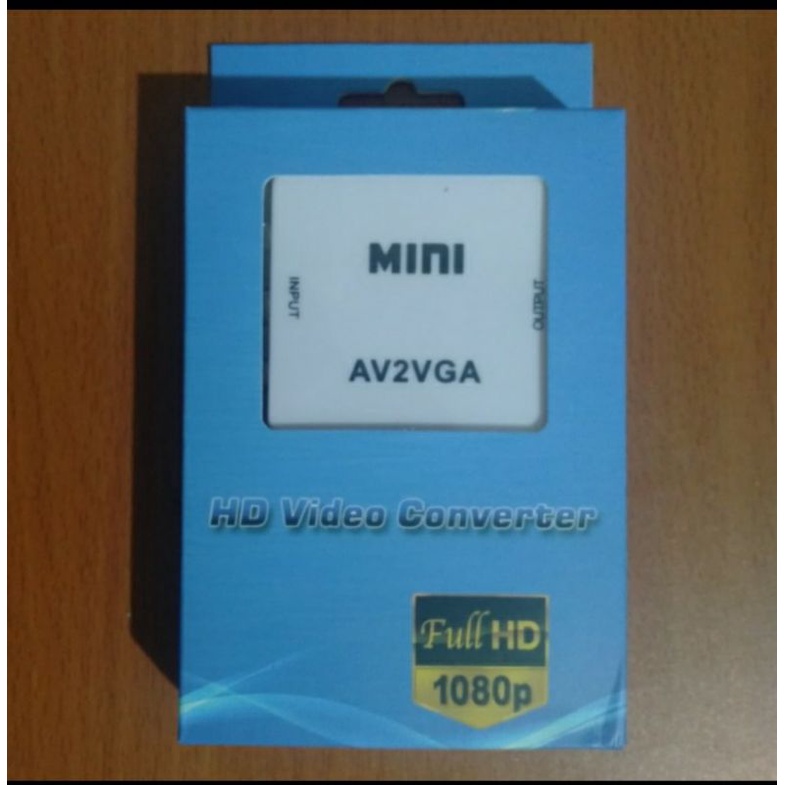 MINI
INPUT
OUTPUT
AV2VGA
HD Video Converter
Full HD
1080p